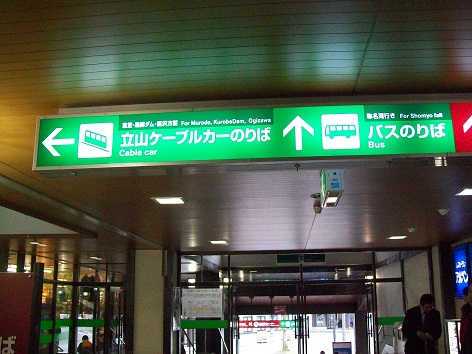 室堂・黒部ダム・扇沢方面 For Murodo, KurobeDam, Ogizawa
立山ケーブルカーのりば
Cable car
称名滝行き For Shomyo fall
バスのりば
Bus